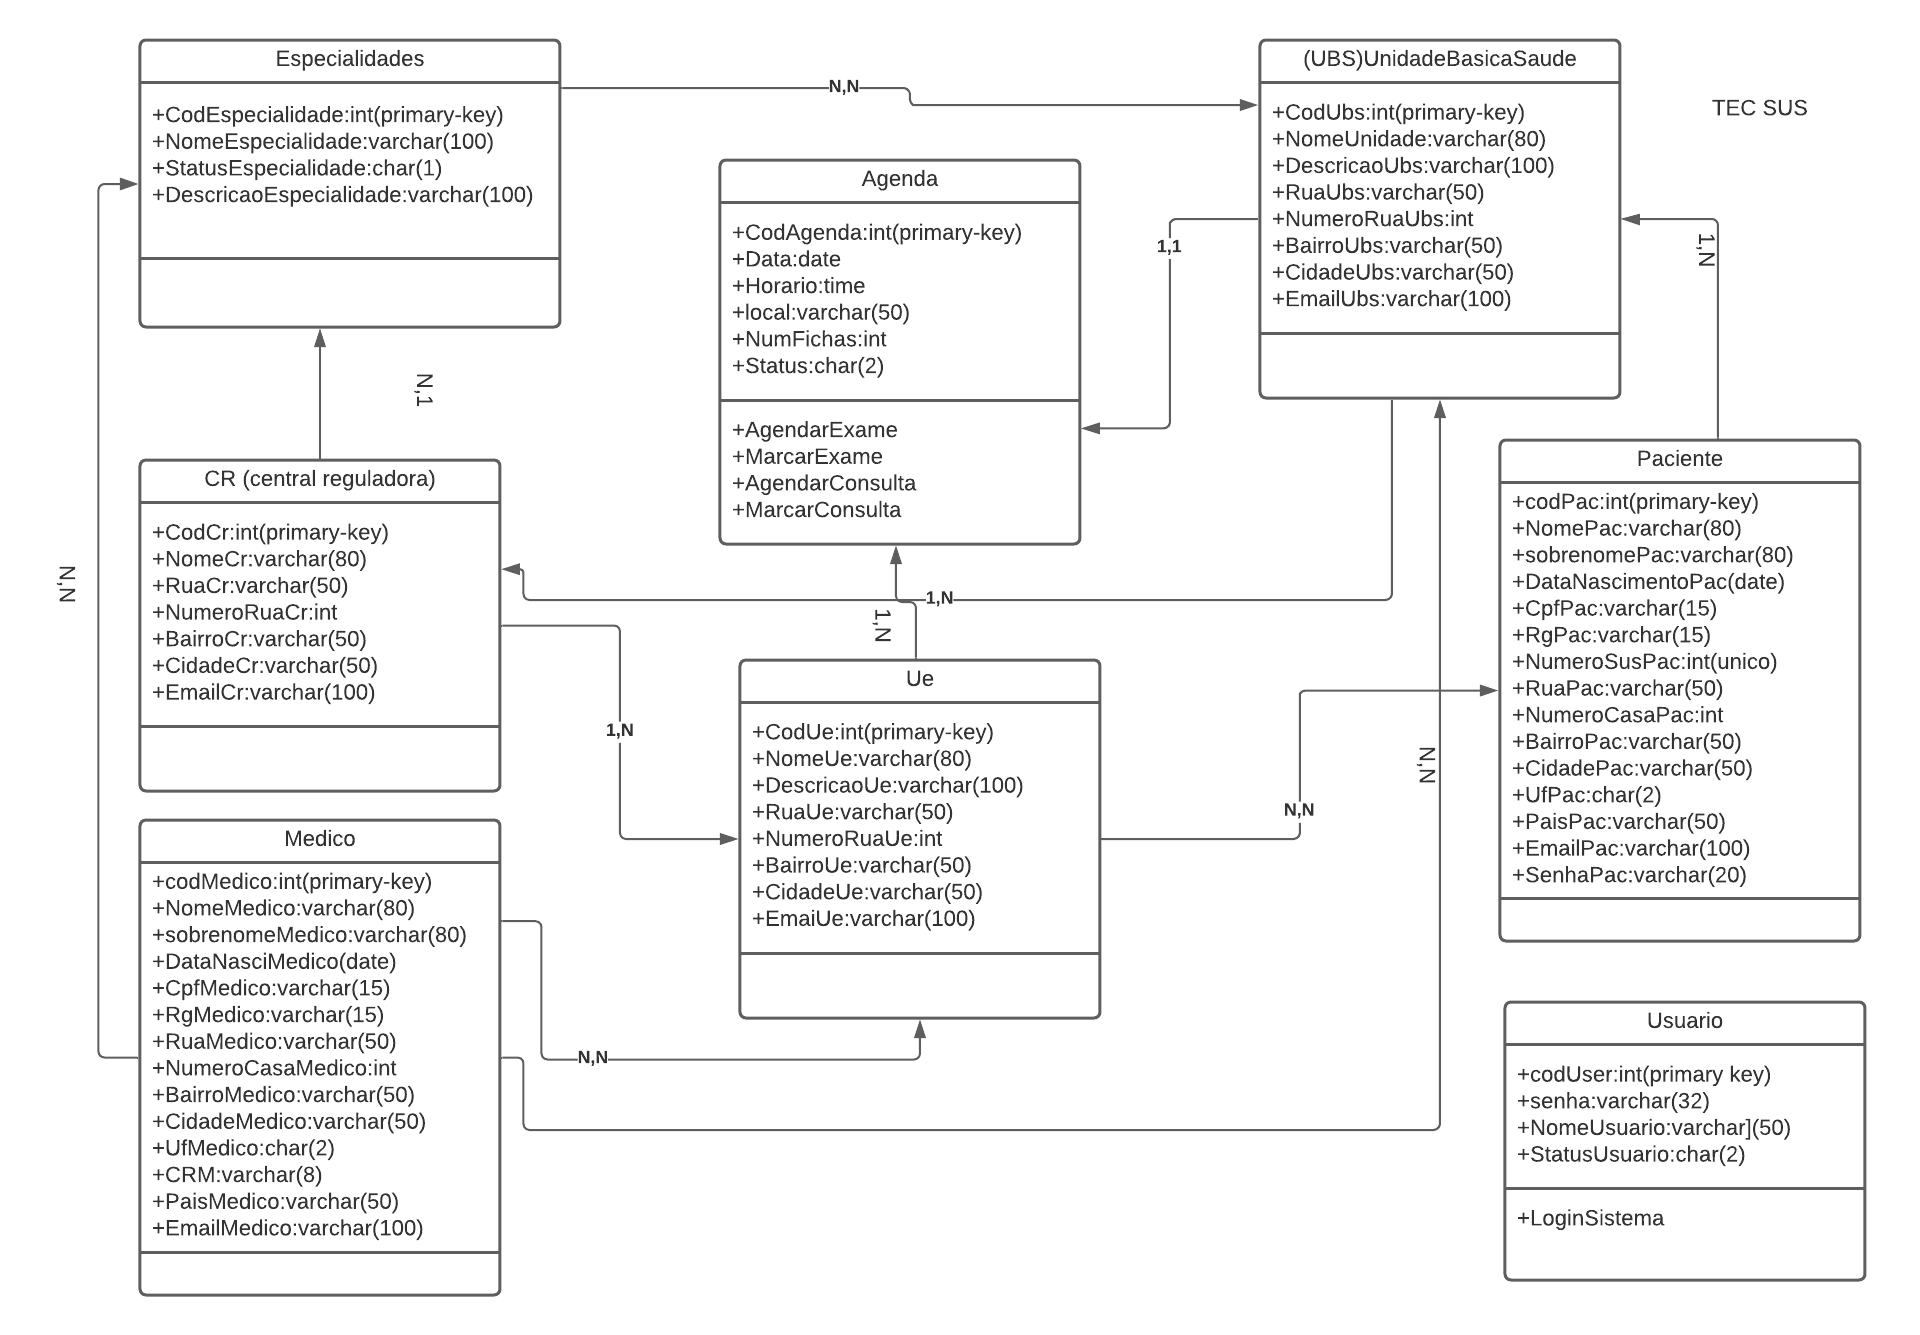 Especialidades
+CodEspecialidade:int(primary-key)
+NomeEspecialidade:varchar(100)
+StatusEspecialidade:char(1)
+DescricaoEspecialidade:varchar(100)
N,N
(UBS)UnidadeBasicaSaude
+CodUbs:int(primary-key)
+NomeUnidade:varchar(80)
+DescricaoUbs:varchar(100)
+RuaUbs:varchar(50)
+NumeroRuaUbs:int
+BairroUbs:varchar(50)
+CidadeUbs:varchar(50)
+EmailUbs:varchar(100)
TEC SUS
Agenda
+CodAgenda:int(primary-key)
+Data:date
+Horario:time
+local:varchar(50)
+NumFichas:int
+Status:char(2)
+AgendarExame
+MarcarExame
+AgendarConsulta
+MarcarConsulta
1,1
1,N
N,1
CR (central reguladora)
+CodCr:int(primary-key)
+NomeCr:varchar(80)
+RuaCr:varchar(50)
+NumeroRuaCr:int
+BairroCr:varchar(50)
+CidadeCr:varchar(50)
+EmailCr:varchar(100)
N,N
1,N
1,N
1,N
Ue
+CodUe:int(primary-key)
+NomeUe:varchar(80)
+DescricaoUe:varchar(100)
+RuaUe:varchar(50)
+NumeroRuaUe:int
+BairroUe:varchar(50)
+CidadeUe:varchar(50)
+EmaiUe:varchar(100)
N,N
N,N
Paciente
+codPac:int(primary-key)
+NomePac:varchar(80)
+sobrenomePac:varchar(80)
+DataNascimentoPac(date)
+CpfPac:varchar(15)
+RgPac:varchar(15)
+NumeroSusPac:int(unico)
+RuaPac:varchar(50)
+NumeroCasaPac:int
+BairroPac:varchar(50)
+CidadePac:varchar(50)
+UfPac:char(2)
+PaisPac:varchar(50)
+EmailPac:varchar(100)
+SenhaPac:varchar(20)
Medico
+codMedico:int(primary-key)
+NomeMedico:varchar(80)
+sobrenomeMedico:varchar(80)
+DataNasciMedico(date)
+CpfMedico:varchar(15)
+RgMedico:varchar(15)
+RuaMedico:varchar(50)
+NumeroCasaMedico:int
+BairroMedico:varchar(50)
+CidadeMedico:varchar(50)
+UfMedico:char(2)
+CRM:varchar(8)
+PaisMedico:varchar(50)
+EmailMedico:varchar(100)
N,N
Usuario
+codUser:int(primary key)
+senha:varchar(32)
+NomeUsuario:varchar](50)
+StatusUsuario:char(2)
+LoginSistema